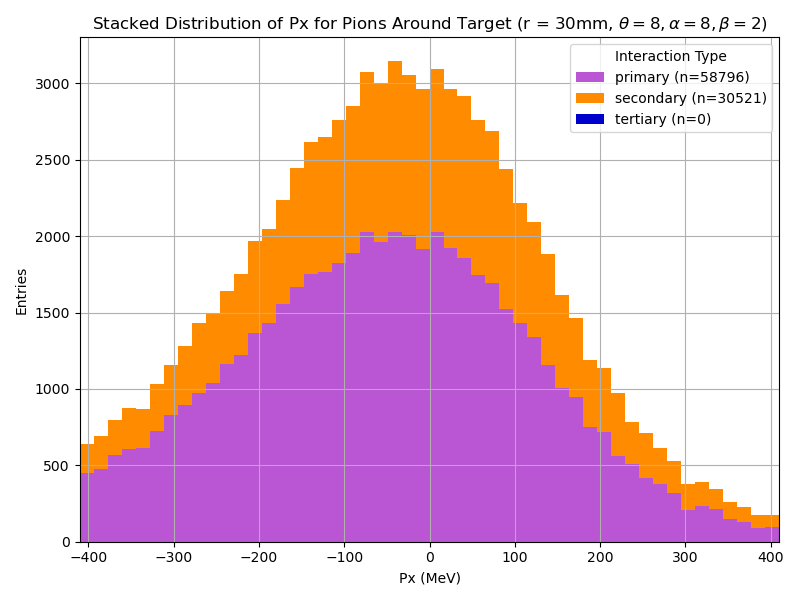 Stacked Distribution of Px for Pions Around Target (r = 30mm, θ = 8, α = 8, β = 2)
Interaction Type
primary (n=58796)
secondary (n=30521)
tertiary (n=0)
3000
2500
2000
1500
1000
500
0
Entries
−400 −300 −200 −100 0 100 200 300 400
Px (MeV)